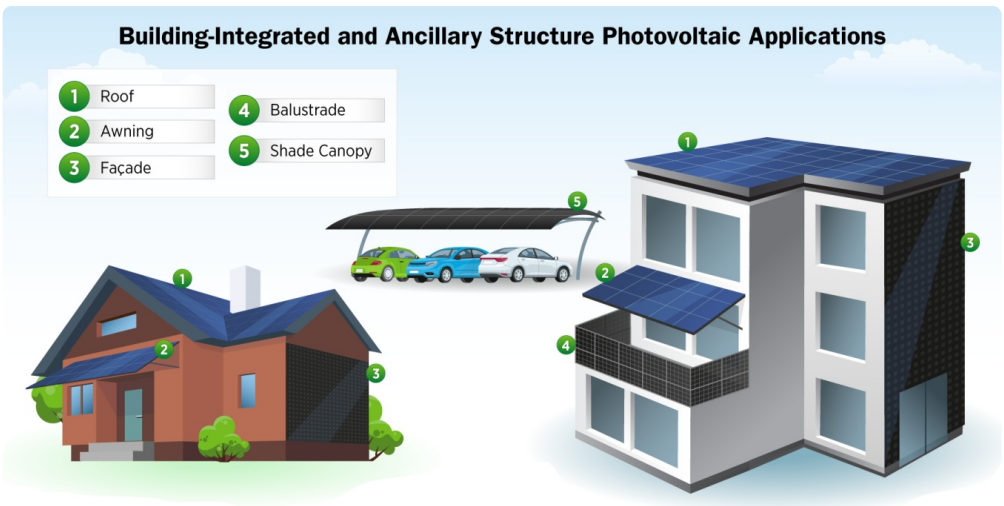 Building-Integrated and Ancillary Structure Photovoltaic Applications
1 Roof
2 Awning
3 Façade
4 Balustrade
5 Shade Canopy
1
2
3
5
1
2
3
4